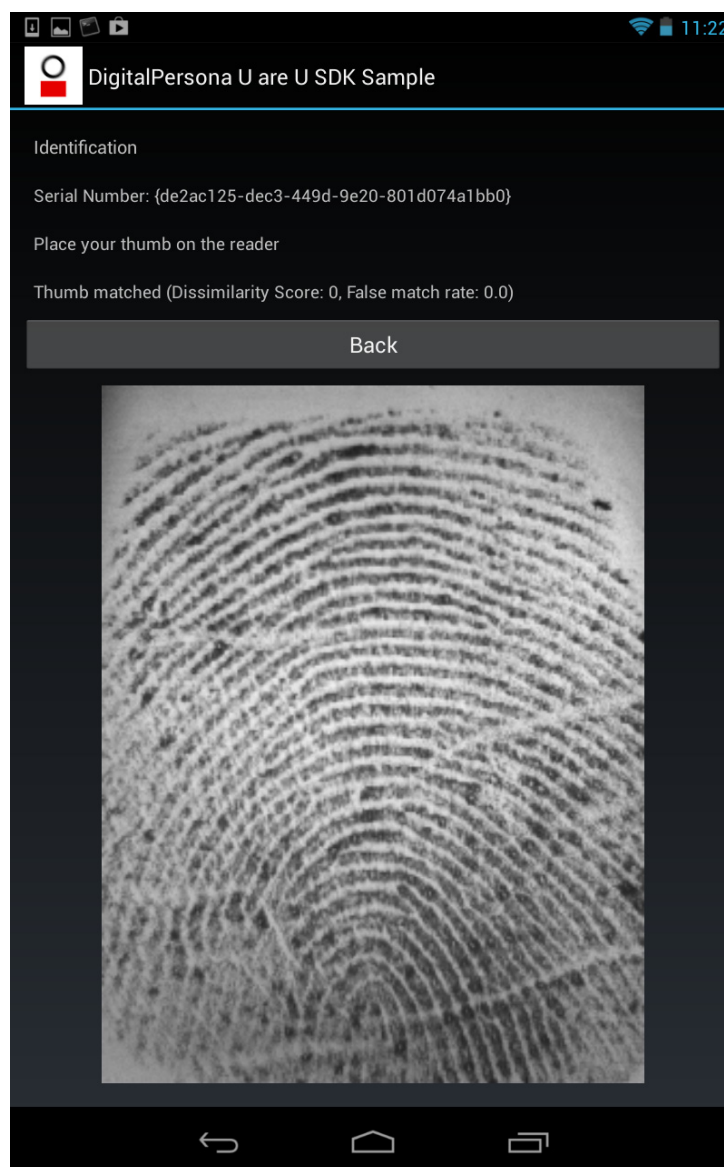 11:22
DigitalPersona U are U SDK Sample
Identification
Serial Number: {de2ac125-dec3-449d-9e20-801d074a1bb0}
Place your thumb on the reader
Thumb matched (Dissimilarity Score: 0, False match rate: 0.0)
Back